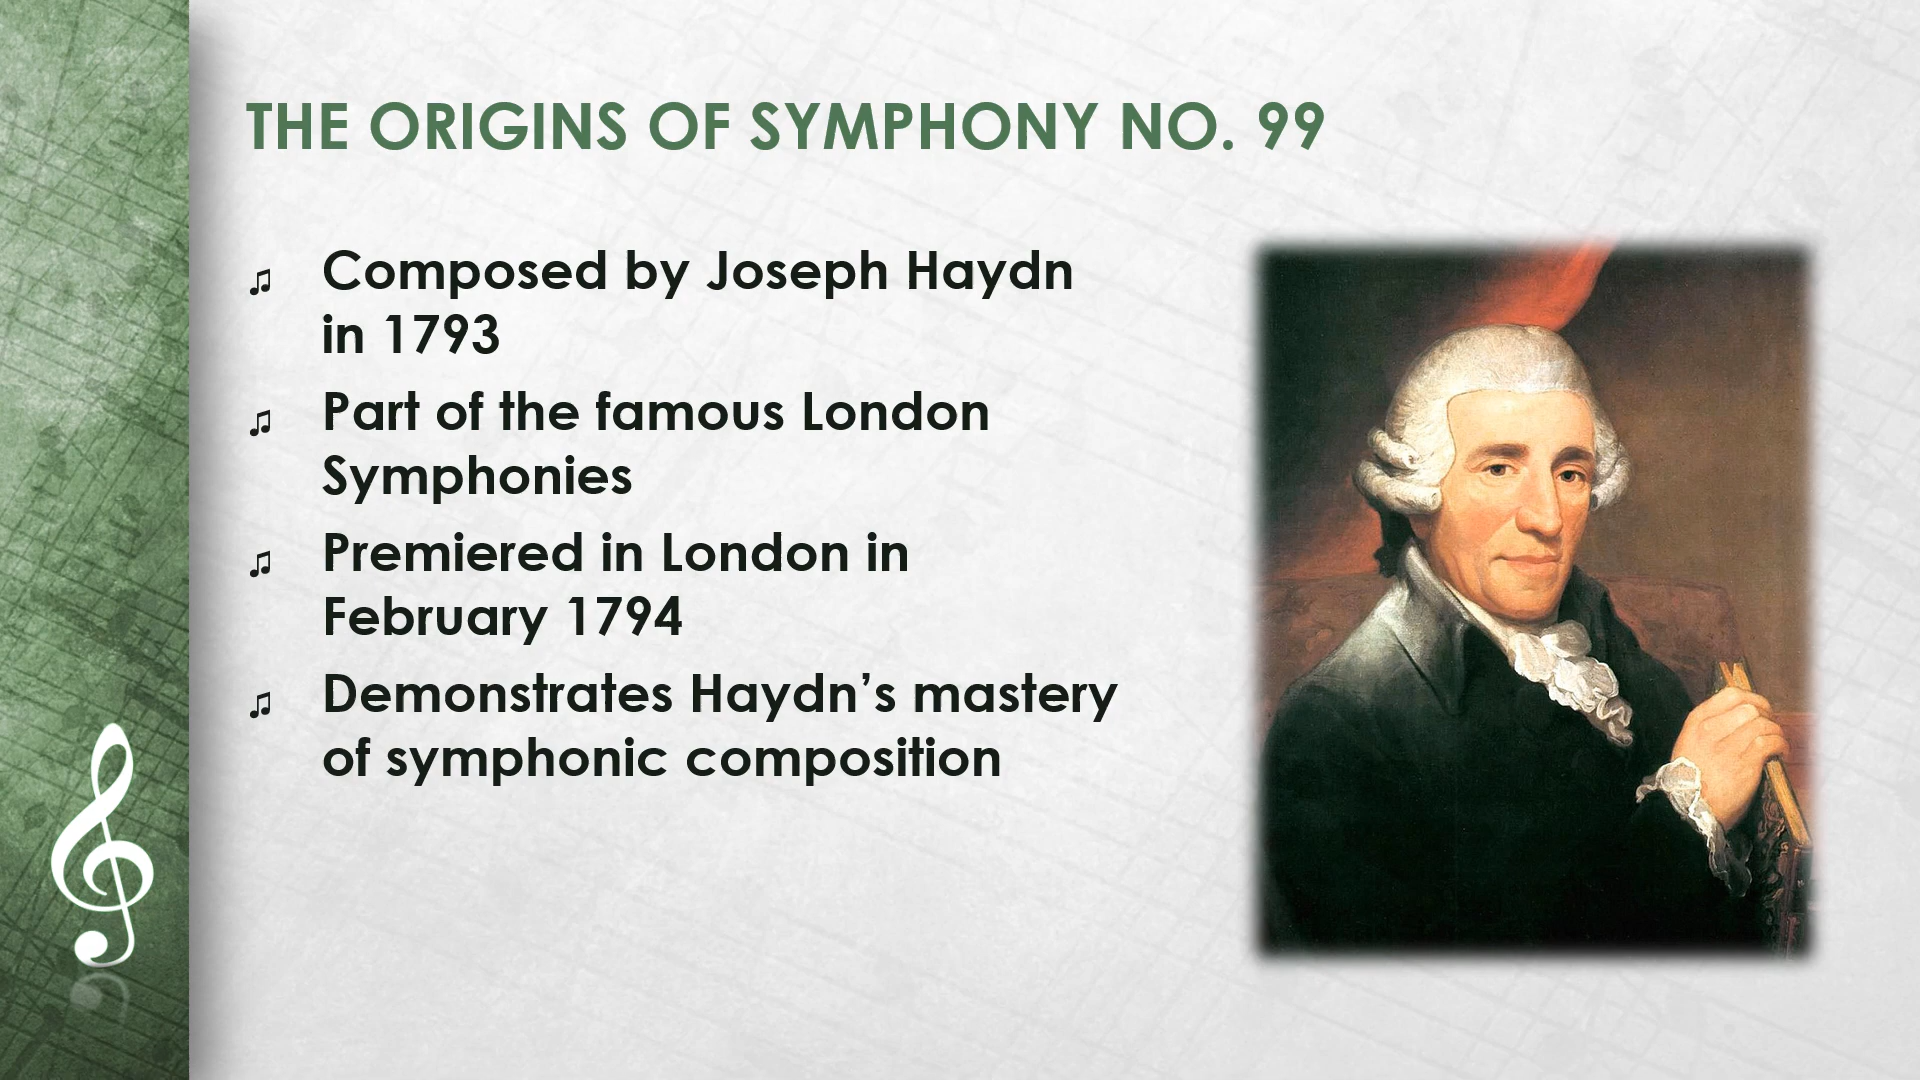 THE ORIGINS OF SYMPHONY NO. 99
♫ Composed by Joseph Haydn
in 1793
♫ Part of the famous London
Symphonies
♫ Premiered in London in
February 1794
♫ Demonstrates Haydn’s mastery
of symphonic composition